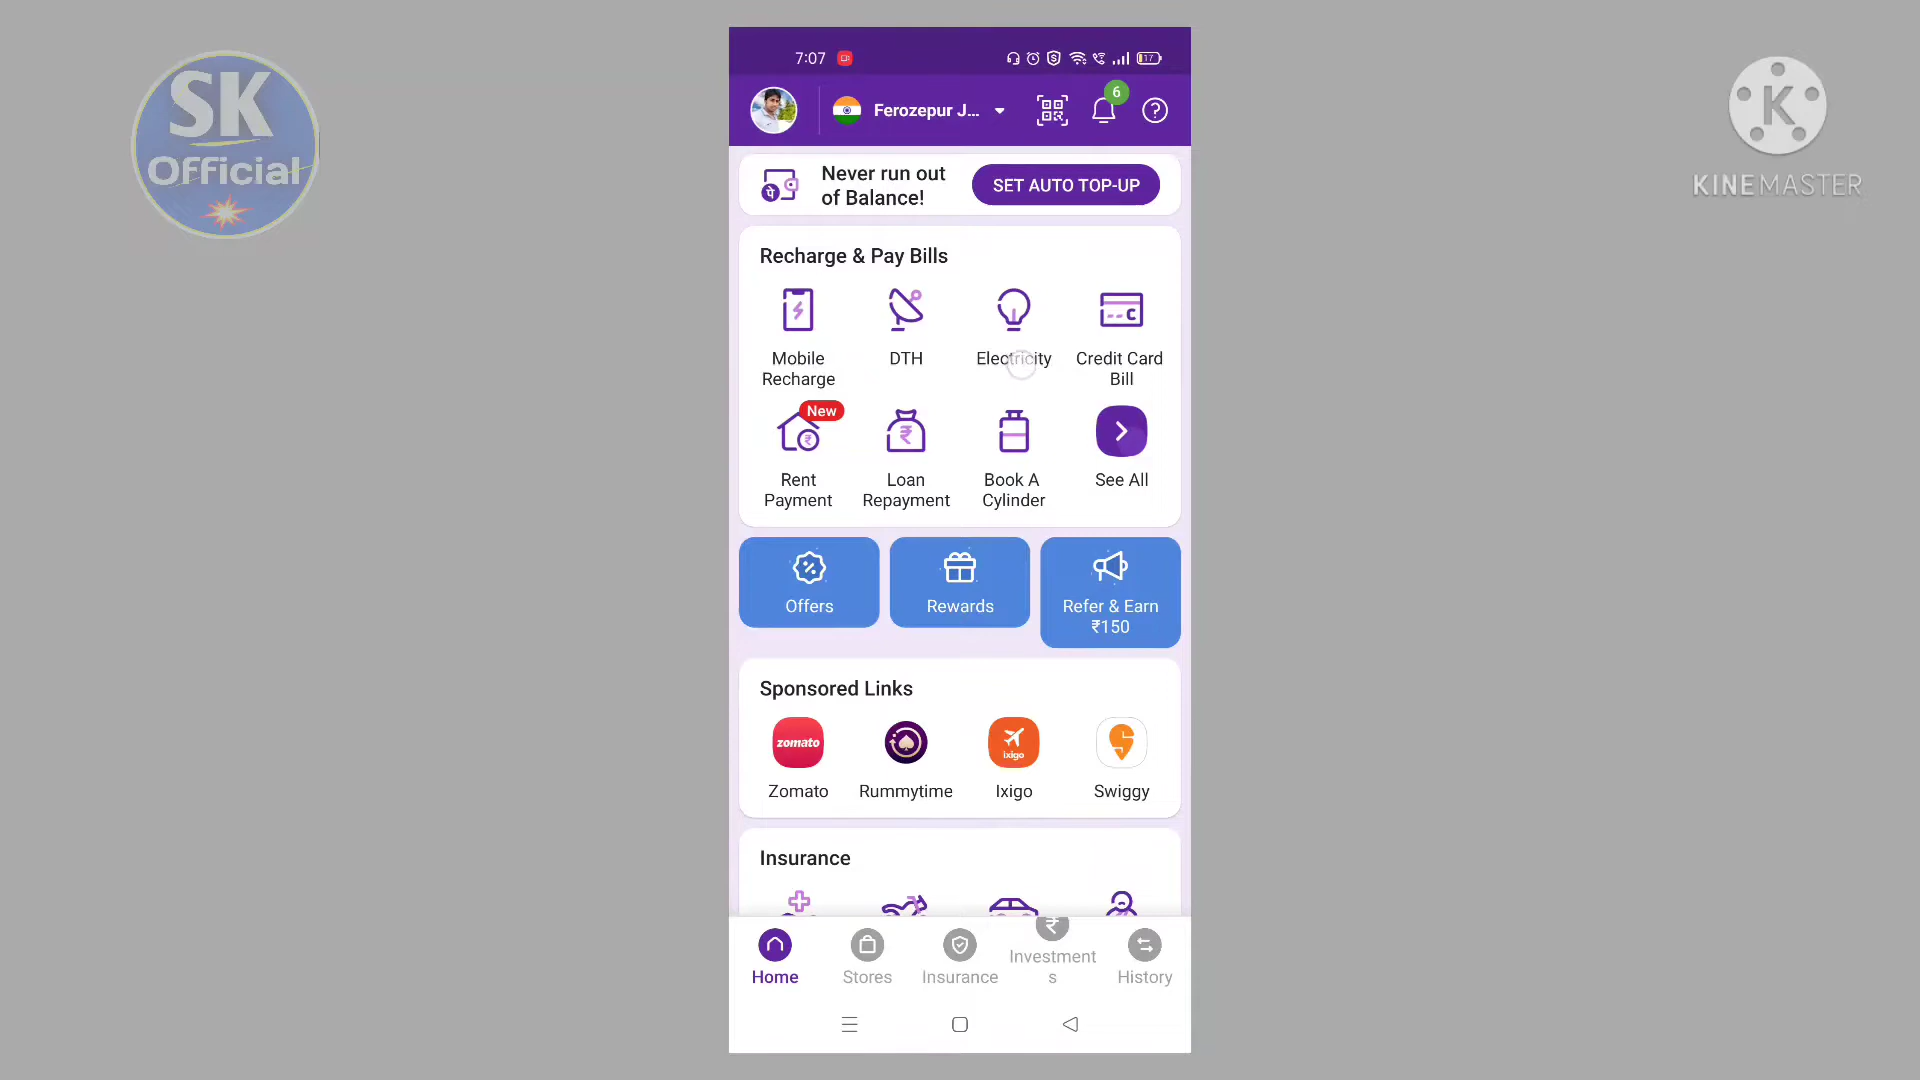 SK
Official
KINEMASTER
7:07
17
Ferozepur J...
6
Never run out
of Balance!
SET AUTO TOP-UP
Recharge & Pay Bills
Mobile
Recharge
DTH
Electricity
Credit Card
Bill
New
Rent
Payment
Loan
Repayment
Book A
Cylinder
See All
Offers
Rewards
Refer & Earn
₹150
Sponsored Links
zomato
ixigo
Zomato
Rummytime
Ixigo
Swiggy
Insurance
Home
Stores
Insurance
Investment
s
History